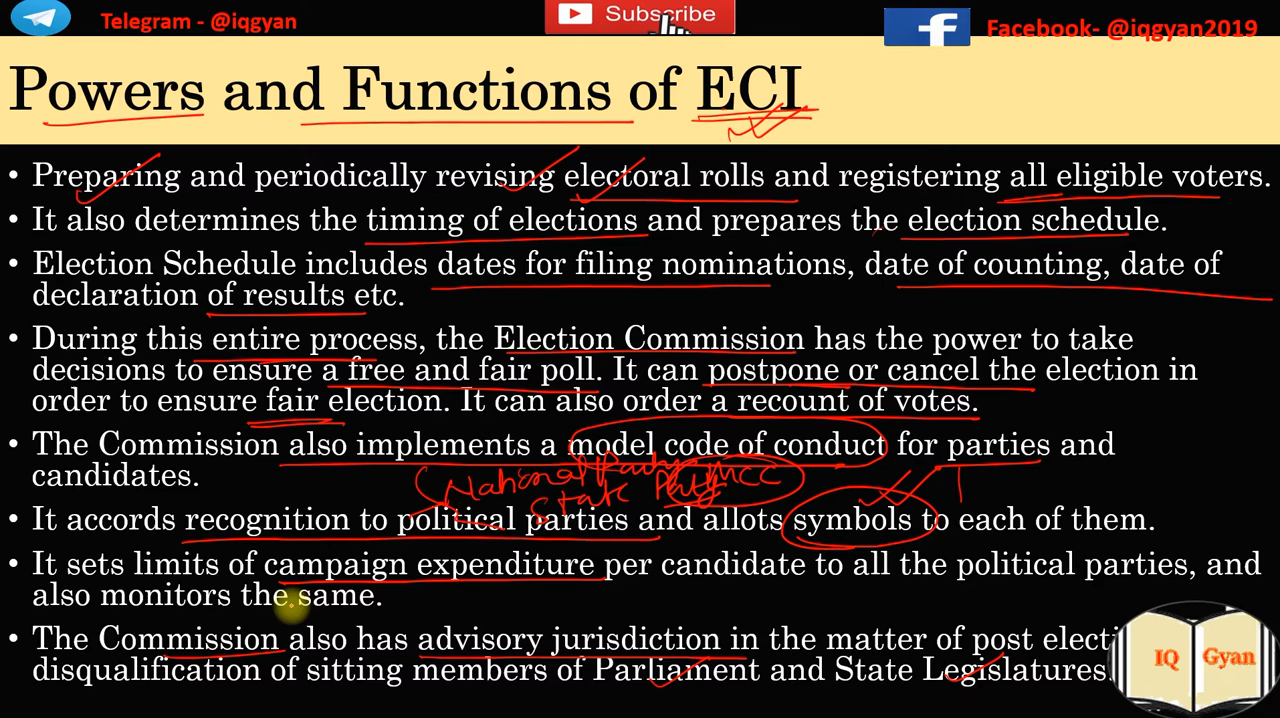 Telegram - @iqgyan
Subscribe
Facebook- @iqgyan2019
Powers and Functions of ECI
• Preparing and periodically revising electoral rolls and registering all eligible voters.
• It also determines the timing of elections and prepares the election schedule.
• Election Schedule includes dates for filing nominations, date of counting, date of
declaration of results etc.
• During this entire process, the Election Commission has the power to take
decisions to ensure a free and fair poll. It can postpone or cancel the election in
order to ensure fair election. It can also order a recount of votes.
• The Commission also implements a model code of conduct for parties and
candidates.
National Party MCC
State Party
• It accords recognition to political parties and allots symbols to each of them.
• It sets limits of campaign expenditure per candidate to all the political parties, and
also monitors the same.
• The Commission also has advisory jurisdiction in the matter of post electi
disqualification of sitting members of Parliament and State Legislatures.
IQ Gyan